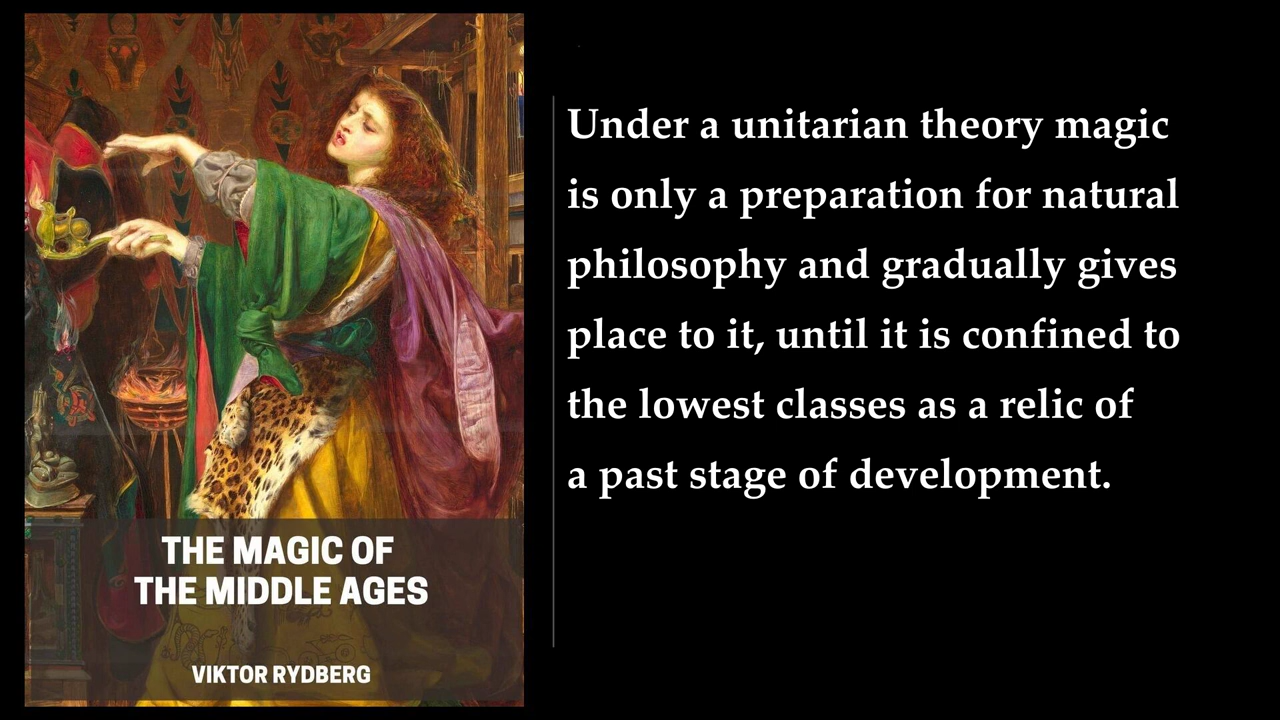 THE MAGIC OF
THE MIDDLE AGES
VIKTOR RYDBERG
Under a unitarian theory magic
is only a preparation for natural
philosophy and gradually gives
place to it, until it is confined to
the lowest classes as a relic of
a past stage of development.